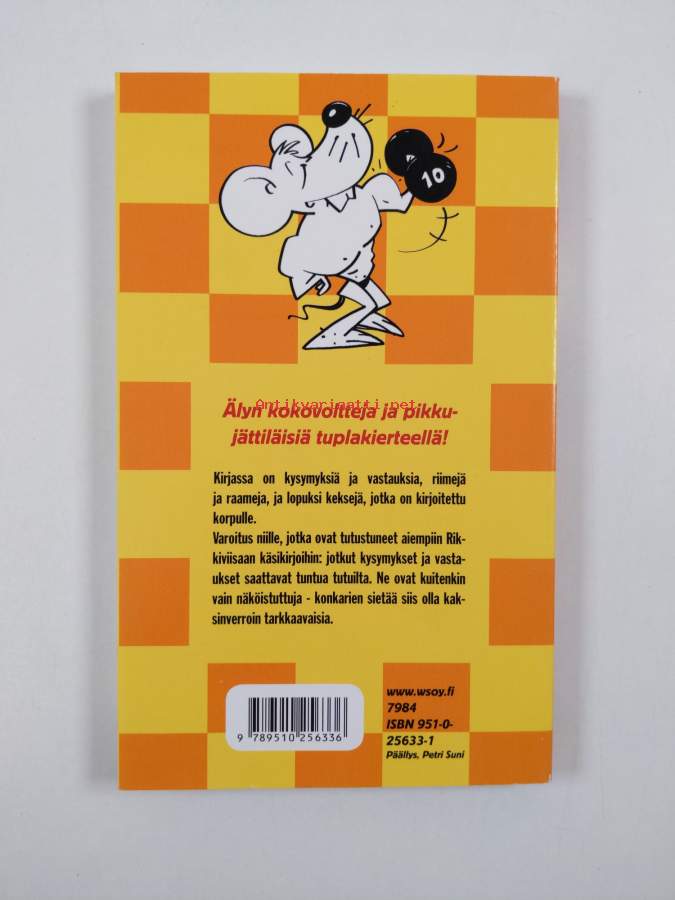 10
Antikvariaatti.net
Älyn kokovoltteja ja pikku-
jättiläisiä tuplakierteellä!
Kirjassa on kysymyksiä ja vastauksia, riimejä
ja raameja, ja lopuksi keksejä, jotka on kirjoitettu
korpulle.
Varoitus niille, jotka ovat tutustuneet aiempiin Rik-
kiviisaan käsikirjoihin: jotkut kysymykset ja vasta-
ukset saattavat tuntua tutuilta. Ne ovat kuitenkin
vain näköistuttuja - konkarien sietää siis olla kak-
sinverroin tarkkaavaisia.
www.wsoy.fi
7984
ISBN 951-0-
25633-1
Päällys, Petri Suni
9 789510 256336